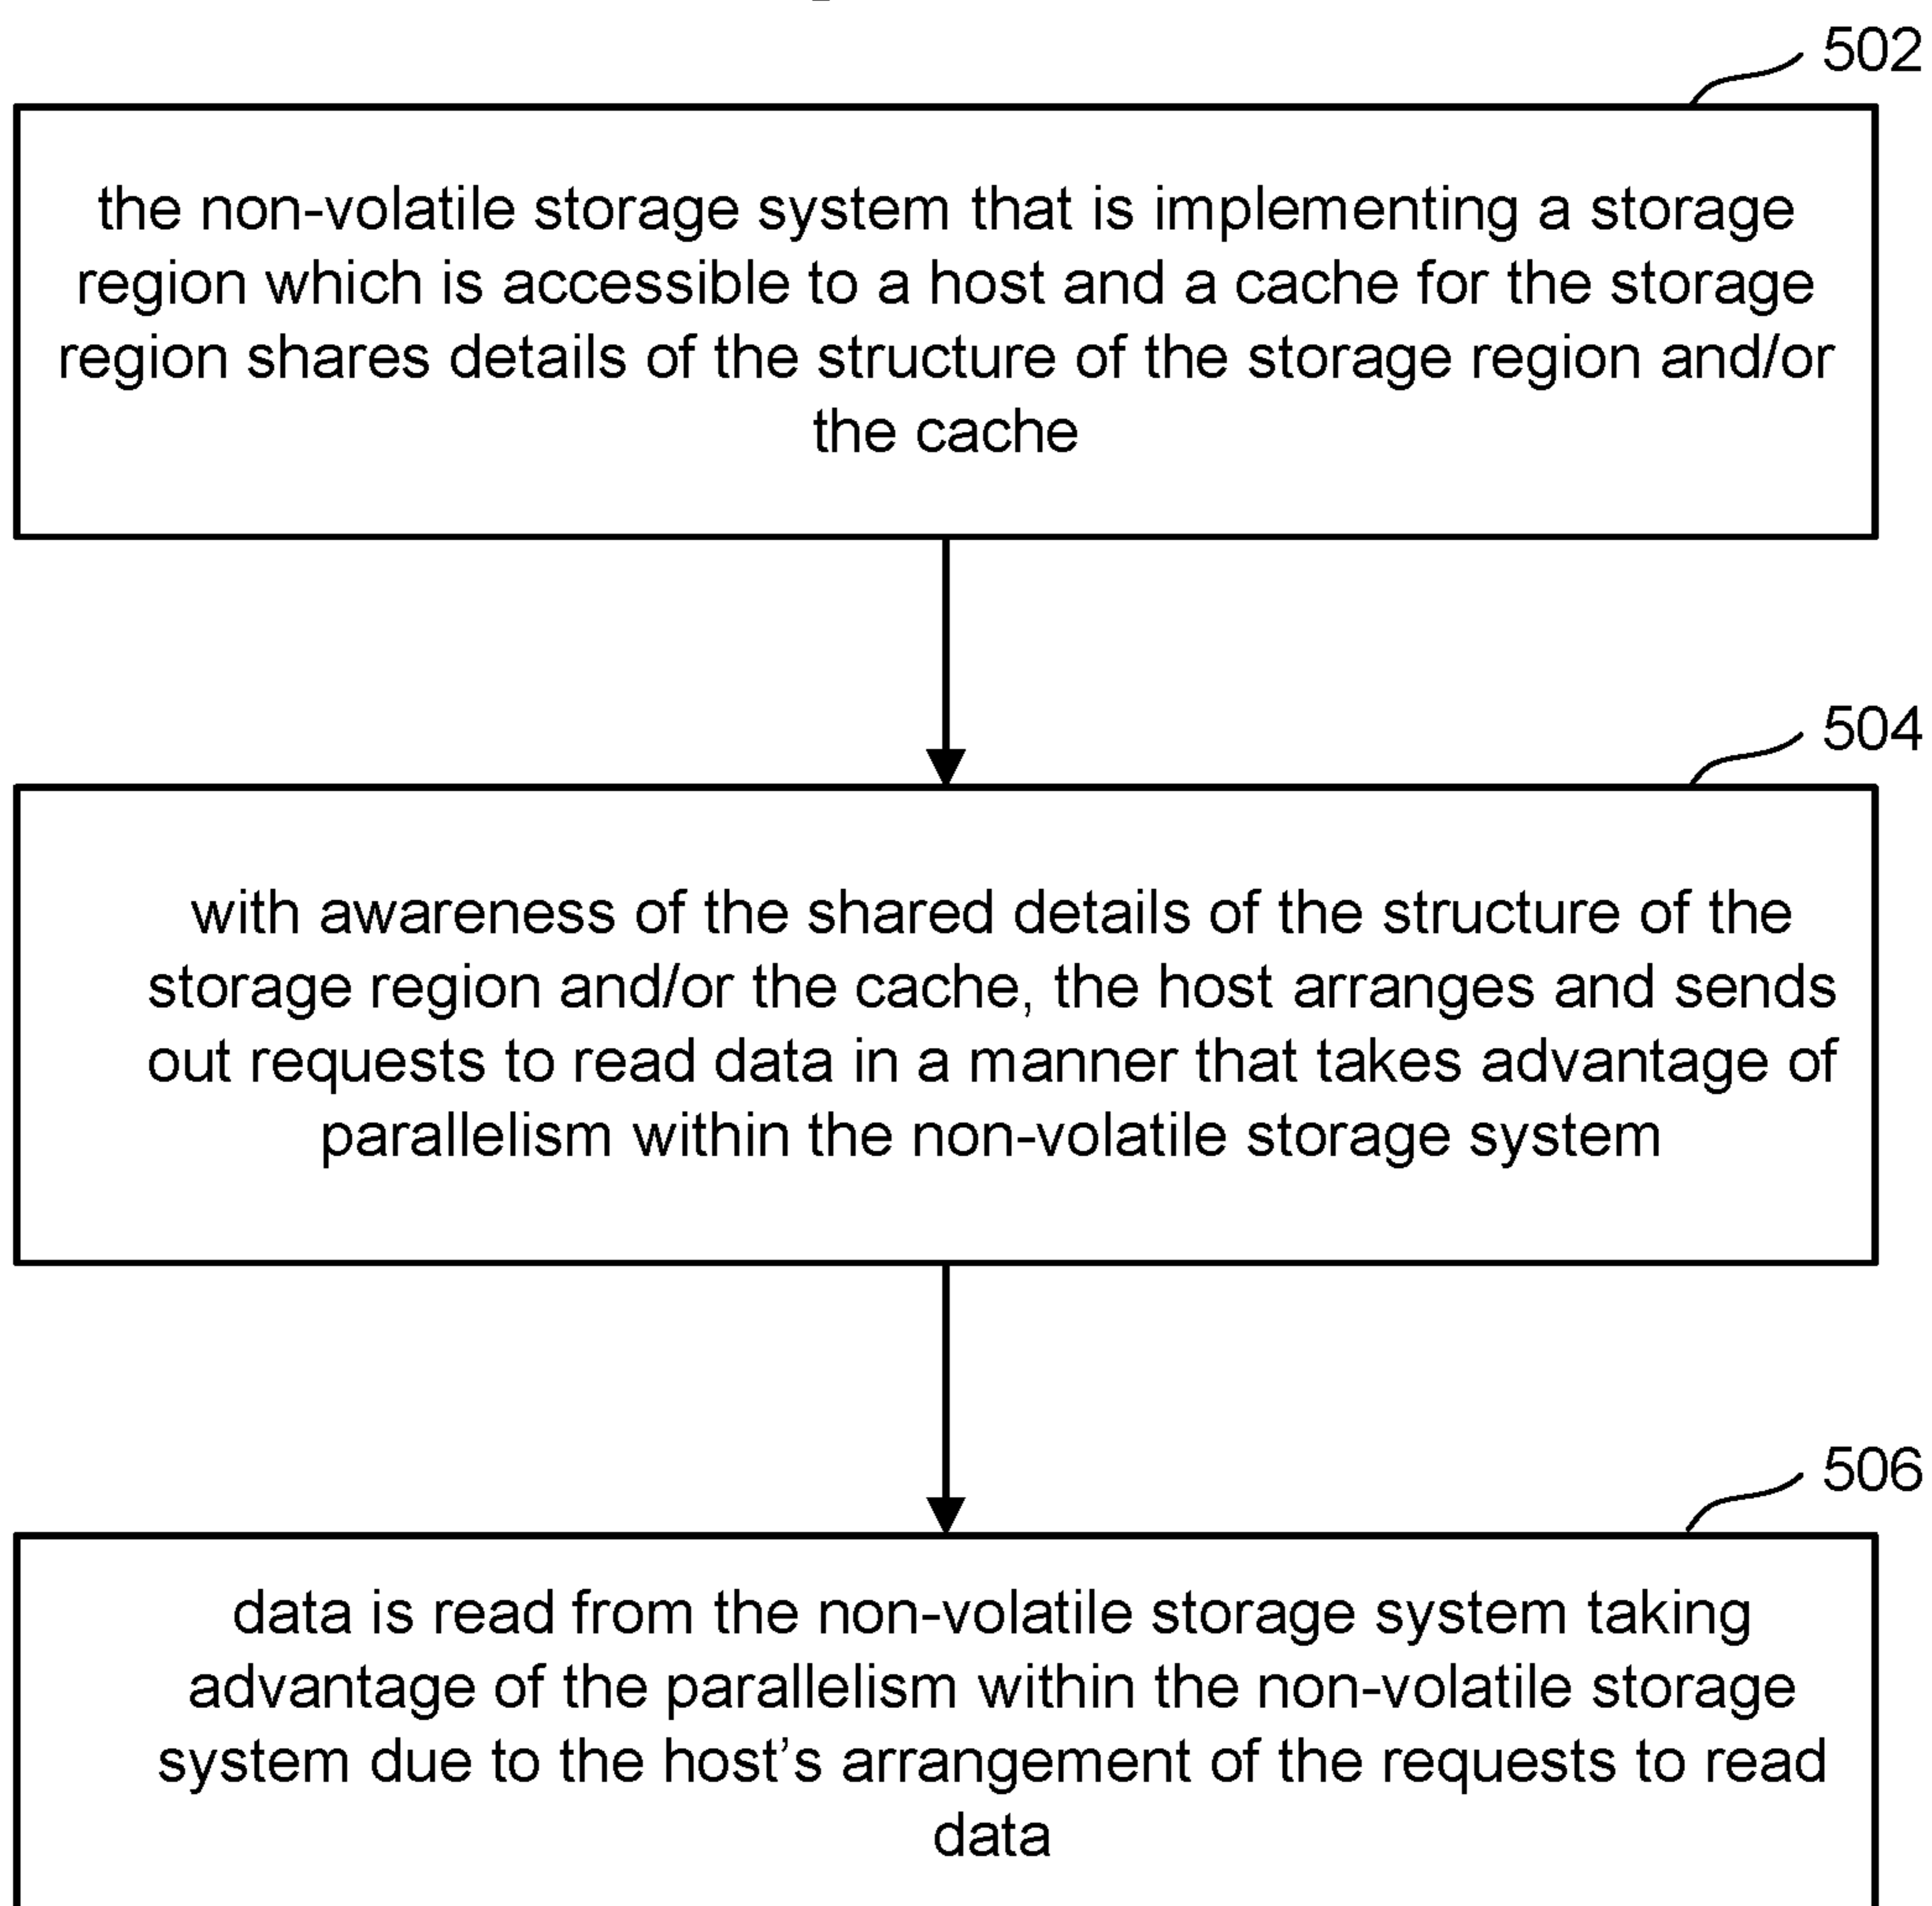 502
the non-volatile storage system that is implementing a storage
region which is accessible to a host and a cache for the storage
region shares details of the structure of the storage region and/or
the cache
504
with awareness of the shared details of the structure of the
storage region and/or the cache, the host arranges and sends
out requests to read data in a manner that takes advantage of
parallelism within the non-volatile storage system
506
data is read from the non-volatile storage system taking
advantage of the parallelism within the non-volatile storage
system due to the host’s arrangement of the requests to read
data